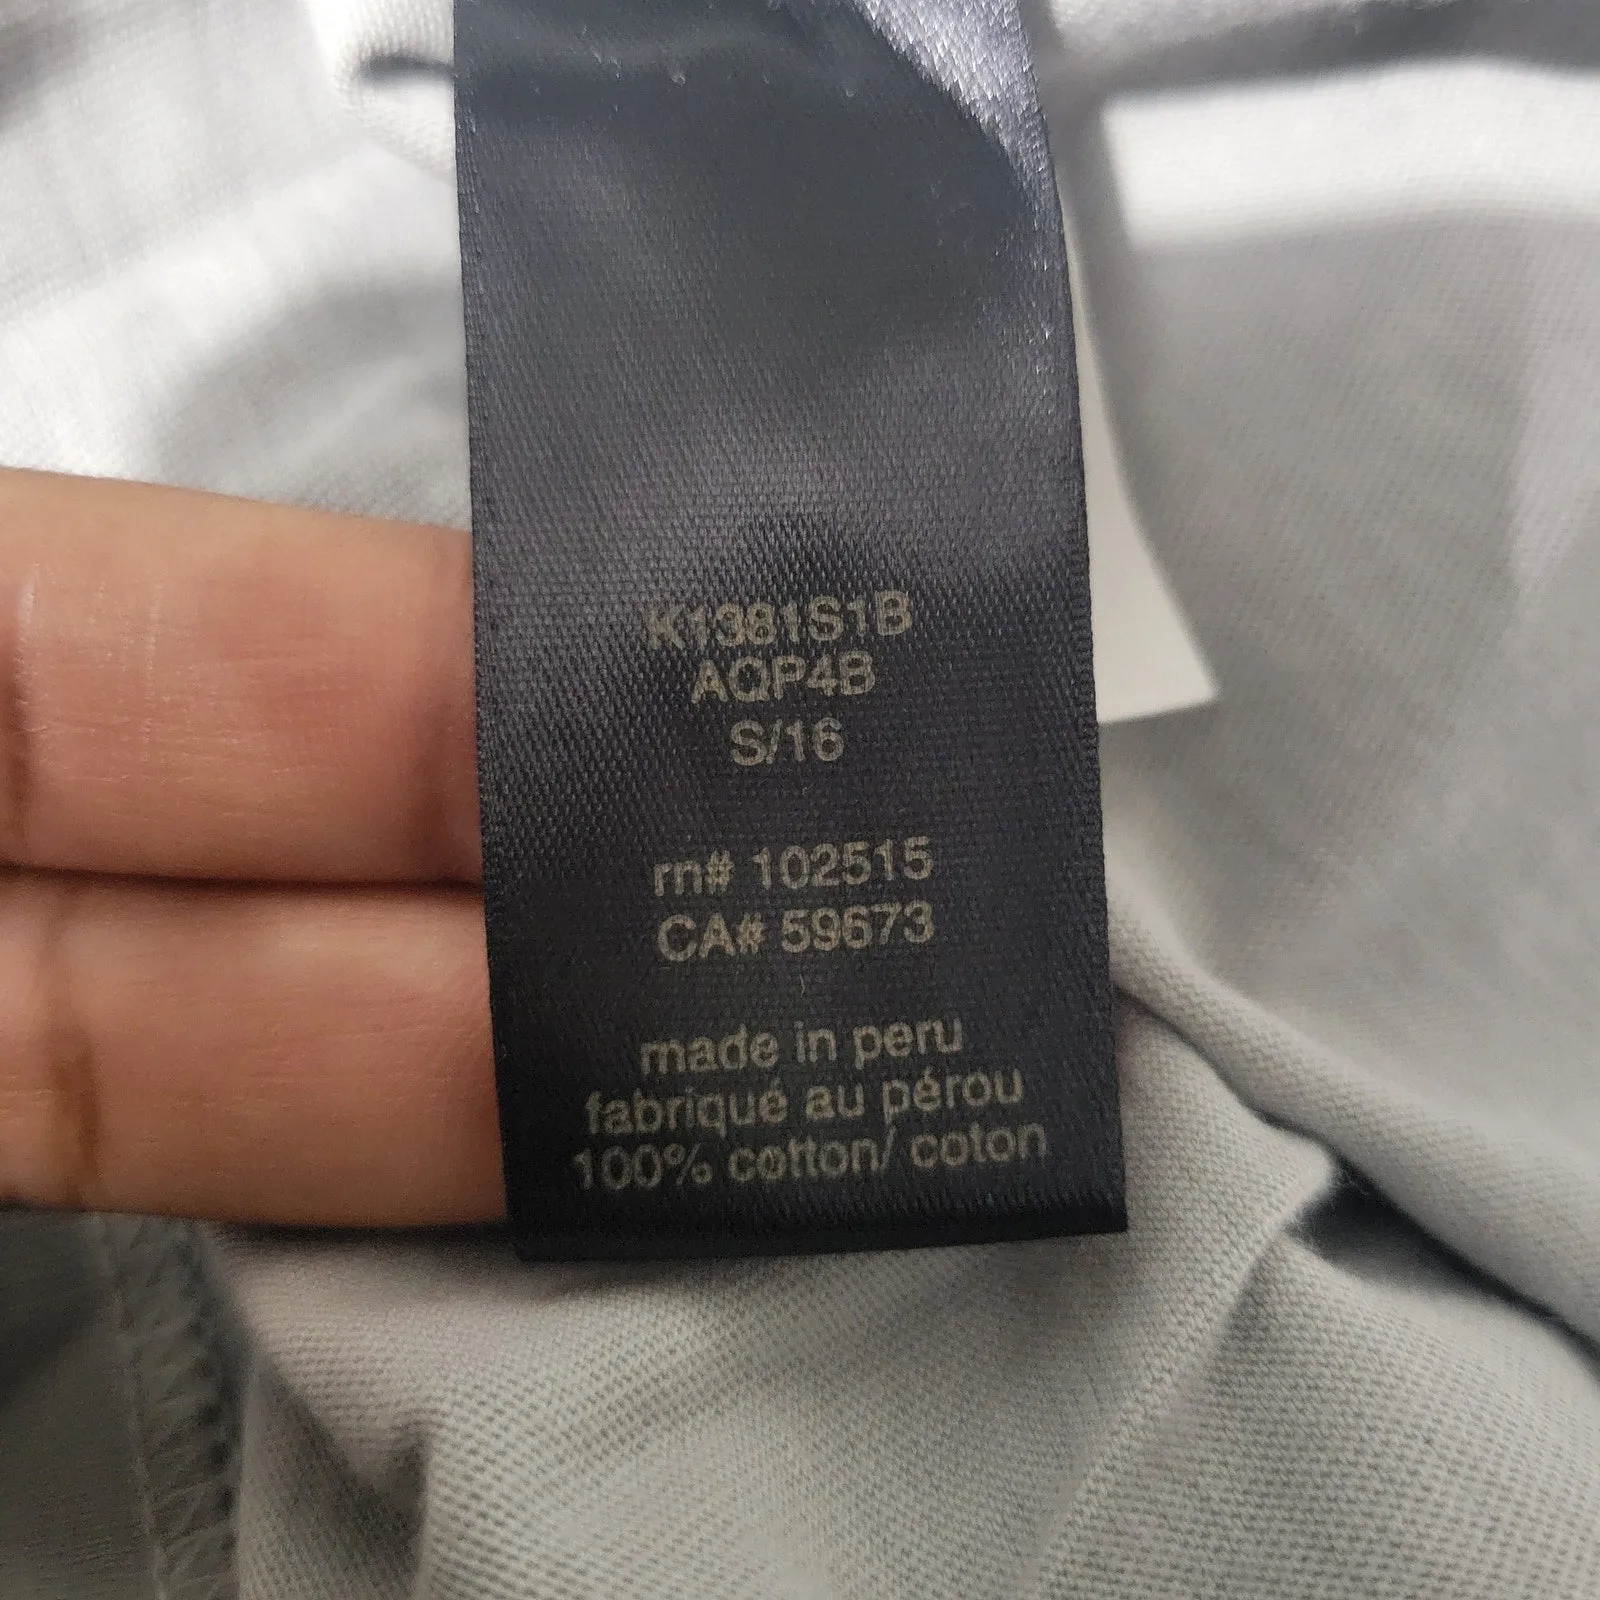 K1381S1B
AQP4B
S/16
rn# 102515
CA# 59673
made in peru
fabriqué au pérou
100% cotton/ coton